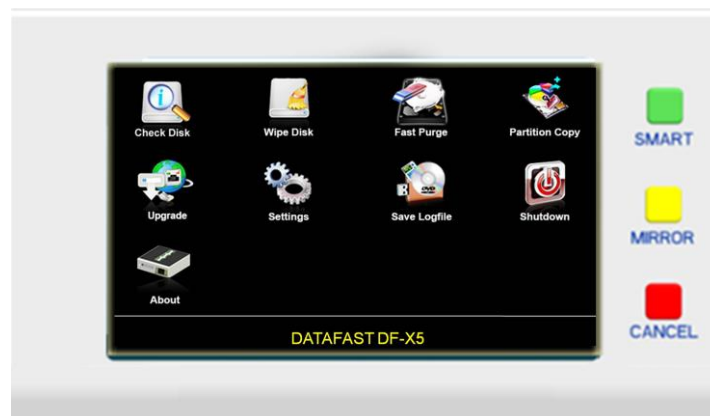 Check Disk
Wipe Disk
Fast Purge
Partition Copy
SMART
Upgrade
Settings
Save Logfile
Shutdown
MIRROR
About
CANCEL
DATAFAST DF-X5